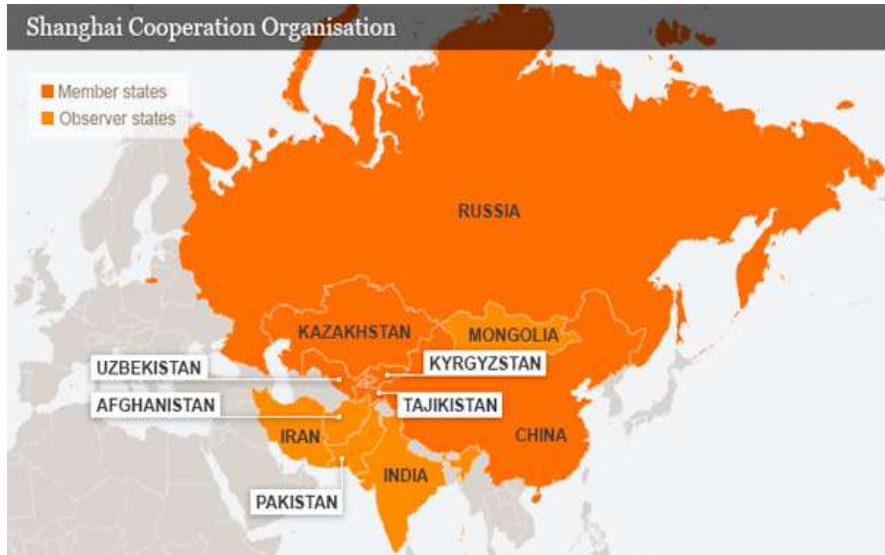 Shanghai Cooperation Organisation
Member states
Observer states
RUSSIA
KAZAKHSTAN
MONGOLIA
UZBEKISTAN
KYRGYZSTAN
AFGHANISTAN
TAJIKISTAN
IRAN
CHINA
INDIA
PAKISTAN